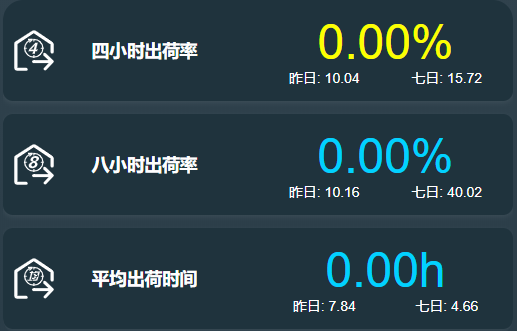 4
四小时出荷率
0.00%
昨日: 10.04 七日: 15.72
8
八小时出荷率
0.00%
昨日: 10.16 七日: 40.02
平均出荷时间
0.00h
昨日: 7.84 七日: 4.66